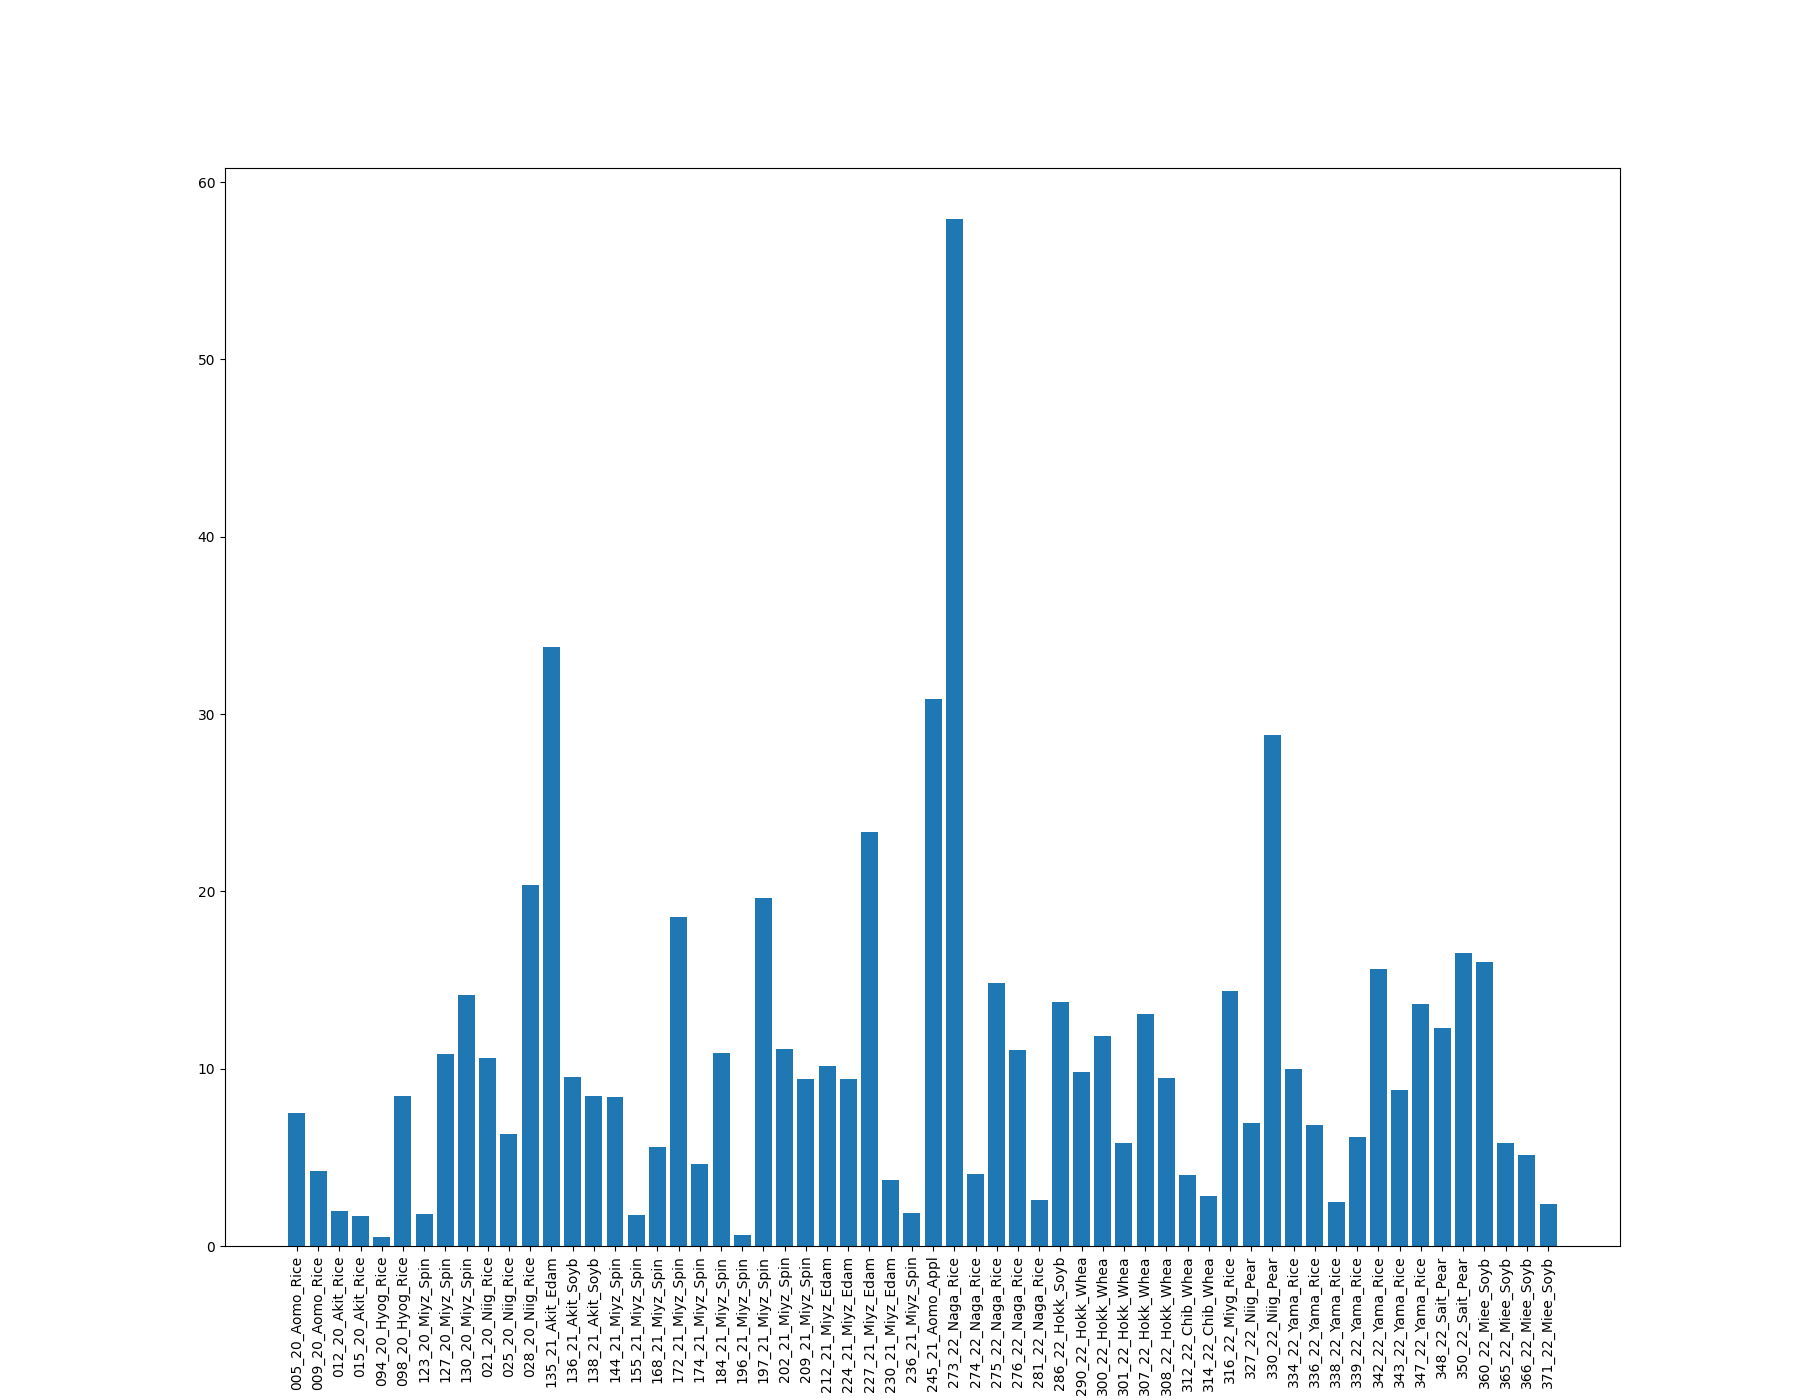 60
50
40
30
20
10
0
005_20_Aomo_Rice
009_20_Aomo_Rice
012_20_Akit_Rice
015_20_Akit_Rice
094_20_Hyog_Rice
098_20_Hyog_Rice
123_20_Miyz_Spin
127_20_Miyz_Spin
130_20_Miyz_Spin
021_20_Niig_Rice
025_20_Niig_Rice
028_20_Niig_Rice
135_21_Akit_Edam
136_21_Akit_Soyb
138_21_Akit_Soyb
144_21_Miyz_Spin
155_21_Miyz_Spin
168_21_Miyz_Spin
172_21_Miyz_Spin
174_21_Miyz_Spin
184_21_Miyz_Spin
196_21_Miyz_Spin
197_21_Miyz_Spin
202_21_Miyz_Spin
209_21_Miyz_Spin
212_21_Miyz_Edam
224_21_Miyz_Edam
227_21_Miyz_Edam
230_21_Miyz_Edam
236_21_Miyz_Spin
245_21_Aomo_Appl
273_22_Naga_Rice
274_22_Naga_Rice
275_22_Naga_Rice
276_22_Naga_Rice
281_22_Naga_Rice
286_22_Hokk_Soyb
290_22_Hokk_Whea
300_22_Hokk_Whea
301_22_Hokk_Whea
307_22_Hokk_Whea
308_22_Hokk_Whea
312_22_Chib_Whea
314_22_Chib_Whea
316_22_Miyg_Rice
327_22_Niig_Pear
330_22_Niig_Pear
334_22_Yama_Rice
336_22_Yama_Rice
338_22_Yama_Rice
339_22_Yama_Rice
342_22_Yama_Rice
343_22_Yama_Rice
347_22_Yama_Rice
348_22_Sait_Pear
350_22_Sait_Pear
360_22_Miee_Soyb
365_22_Miee_Soyb
366_22_Miee_Soyb
371_22_Miee_Soyb